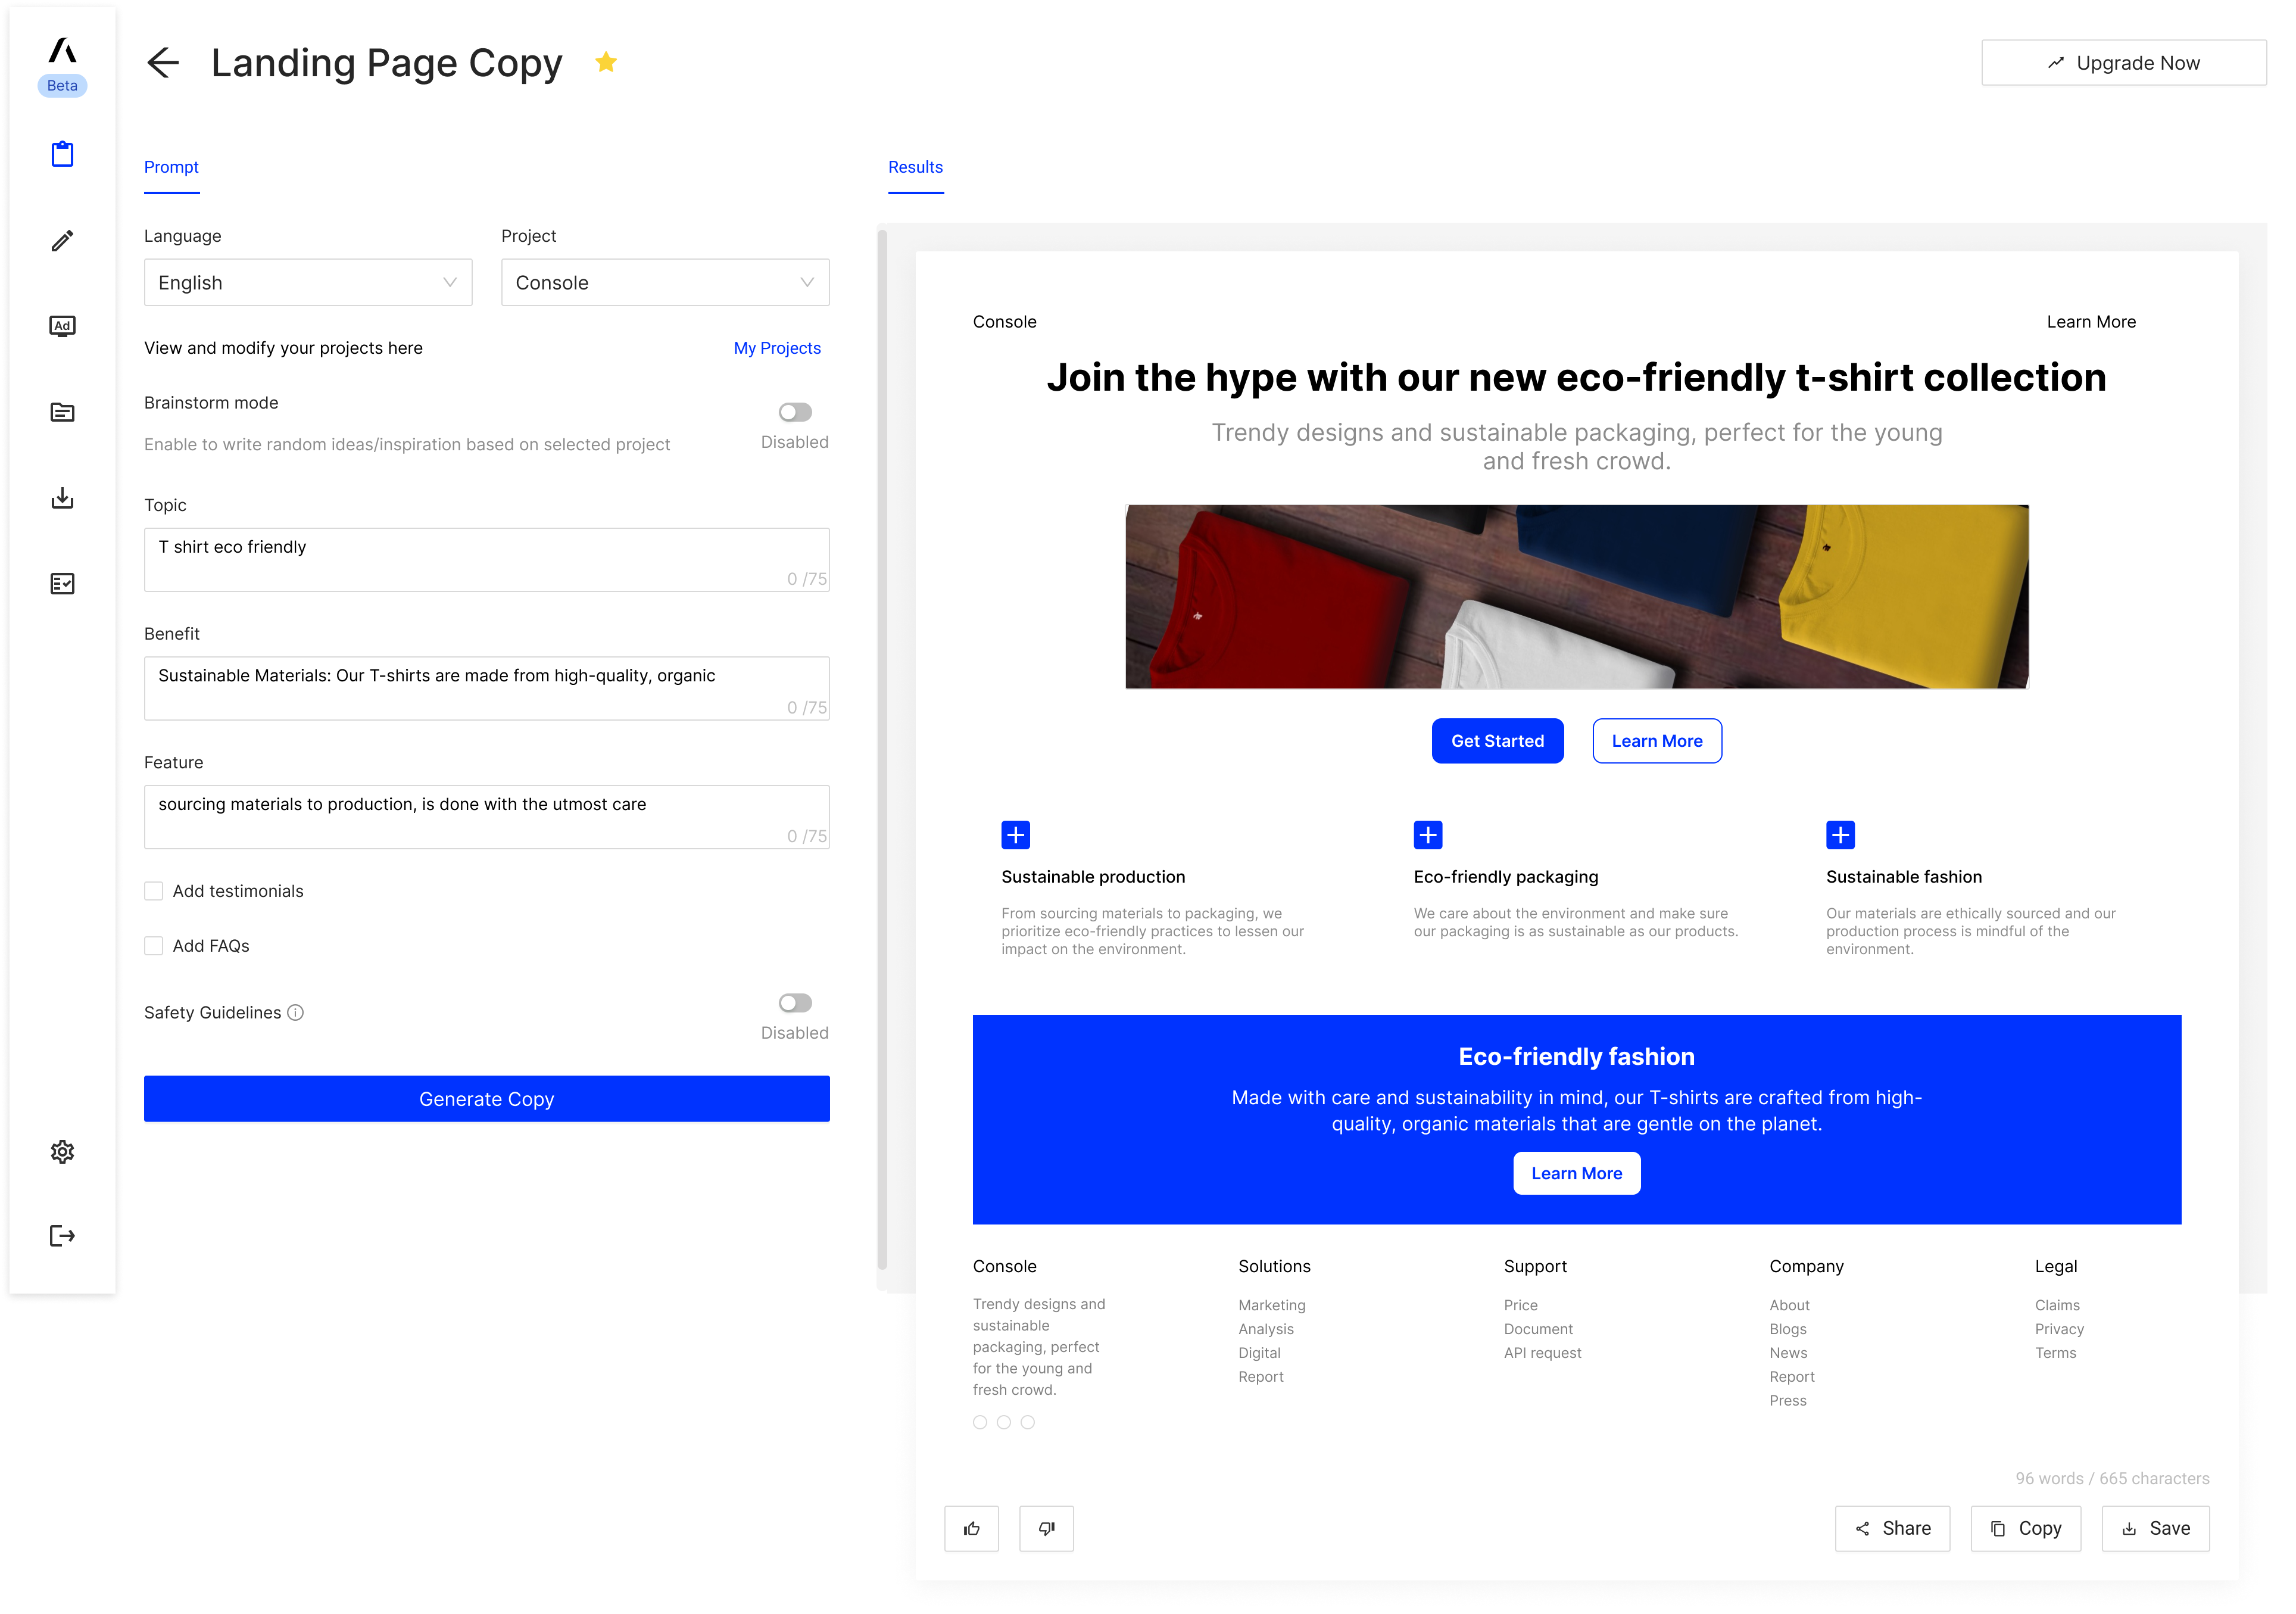 Beta
Landing Page Copy
Upgrade Now
Prompt
Language
Project
English
Console
View and modify your projects here
My Projects
Brainstorm mode
Enable to write random ideas/inspiration based on selected project
Disabled
Topic
T shirt eco friendly
0 /75
Benefit
Sustainable Materials: Our T-shirts are made from high-quality, organic
0 /75
Feature
sourcing materials to production, is done with the utmost care
0 /75
Add testimonials
Add FAQs
Safety Guidelines
Disabled
Generate Copy
Ad
Results
Console
Learn More
Join the hype with our new eco-friendly t-shirt collection
Trendy designs and sustainable packaging, perfect for the young
and fresh crowd.
Get Started
Learn More
Sustainable production
From sourcing materials to packaging, we
prioritize eco-friendly practices to lessen our
impact on the environment.
Eco-friendly packaging
We care about the environment and make sure
our packaging is as sustainable as our products.
Sustainable fashion
Our materials are ethically sourced and our
production process is mindful of the
environment.
Eco-friendly fashion
Made with care and sustainability in mind, our T-shirts are crafted from high-
quality, organic materials that are gentle on the planet.
Learn More
Console
Trendy designs and
sustainable
packaging, perfect
for the young and
fresh crowd.
Solutions
Marketing
Analysis
Digital
Report
Support
Price
Document
API request
Company
About
Blogs
News
Report
Press
Legal
Claims
Privacy
Terms
96 words / 665 characters
Share
Copy
Save